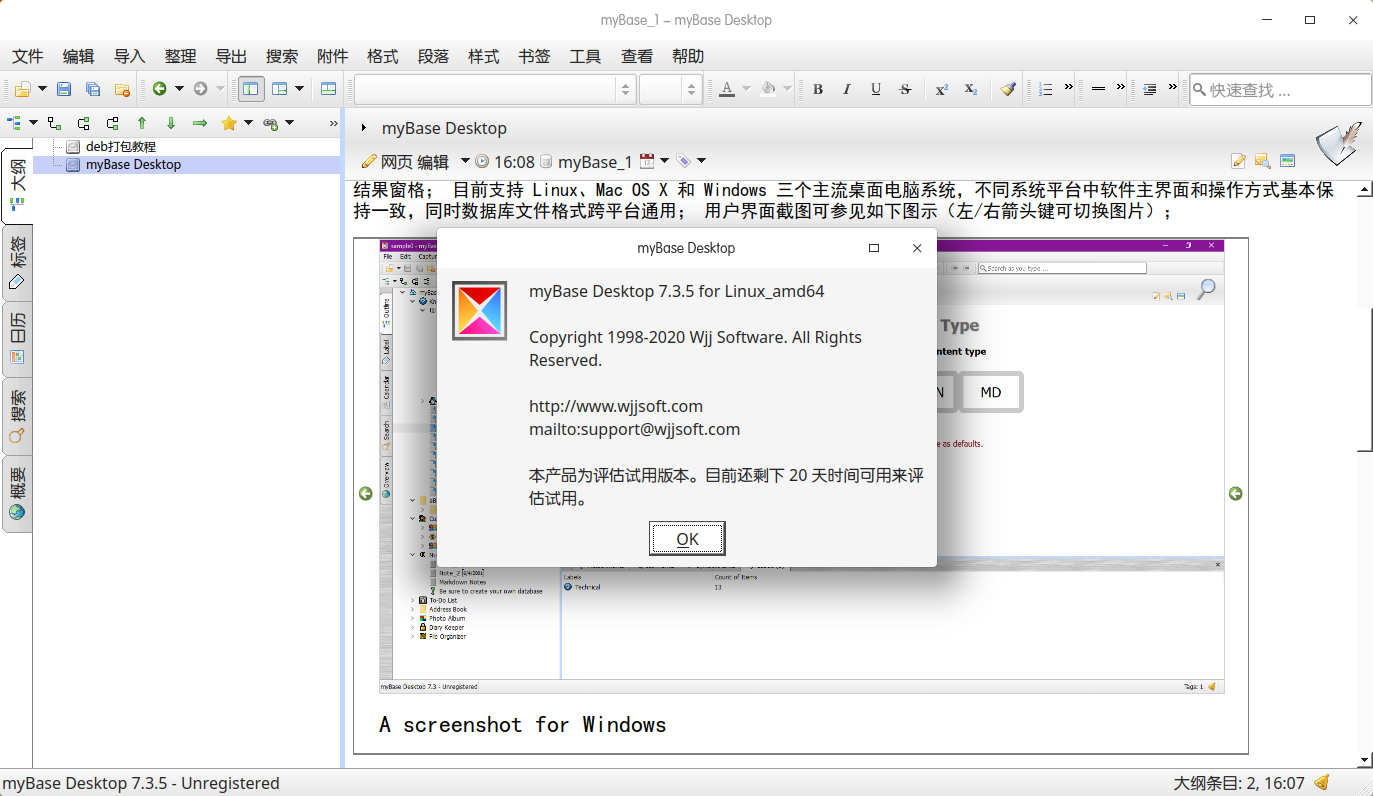 myBase_1 – myBase Desktop
文件 编辑 导入 整理 导出 搜索 附件 格式 段落 样式 书签 工具 查看 帮助
A B I U S x² x₂ » » » 快速查找 ...
»
myBase Desktop
deb打包教程
myBase Desktop
网页 编辑 16:08 myBase_1
大纲
标签
日历
搜索
概要
结果窗格； 目前支持 Linux、Mac OS X 和 Windows 三个主流桌面电脑系统，不同系统平台中软件主界面和操作方式基本保
持一致，同时数据库文件格式跨平台通用； 用户界面截图可参见如下图示（左/右箭头键可切换图片）；
File Edit
Search as you type ...
Outline
Label
Calendar
Search
Overview
Type
ntent type
N MD
e as defaults.
myBase Desktop
myBase Desktop 7.3.5 for Linux_amd64
Copyright 1998-2020 Wjj Software. All Rights
Reserved.
http://www.wjjsoft.com
mailto:support@wjjsoft.com
本产品为评估试用版本。目前还剩下 20 天时间可用来评
估试用。
OK
Note_2 [8/4/2001]
Markdown Notes
Be sure to create your own database
To-Do List
Address Book
Photo Album
Diary Keeper
File Organizer
Labels Count of Items
Technical 13
myBase Desktop 7.3 - Unregistered Tags: 1
A screenshot for Windows
myBase Desktop 7.3.5 - Unregistered 大纲条目: 2, 16:07